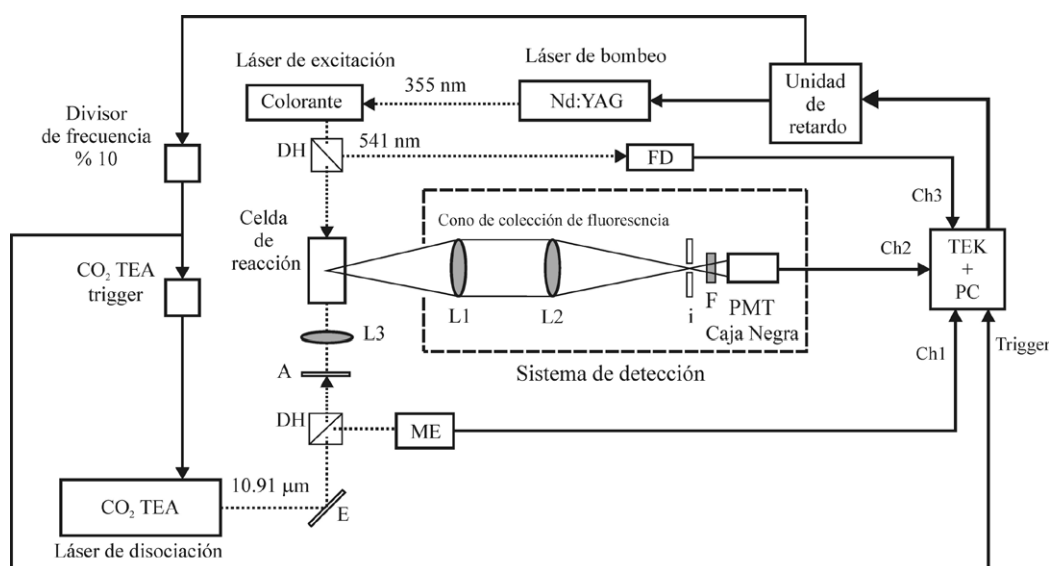 Láser de excitación
Láser de bombeo
355 nm
Colorante
Nd:YAG
Unidad
de
retardo
Divisor
de frecuencia
% 10
DH
541 nm
FD
Ch3
Cono de colección de fluoresncia
Celda
de
reacción
Ch2
TEK
+
PC
CO₂ TEA
trigger
L1
L2
i
F
PMT
Caja Negra
L3
Ch1
Trigger
A
Sistema de detección
DH
ME
10.91 μm
CO₂ TEA
E
Láser de disociación